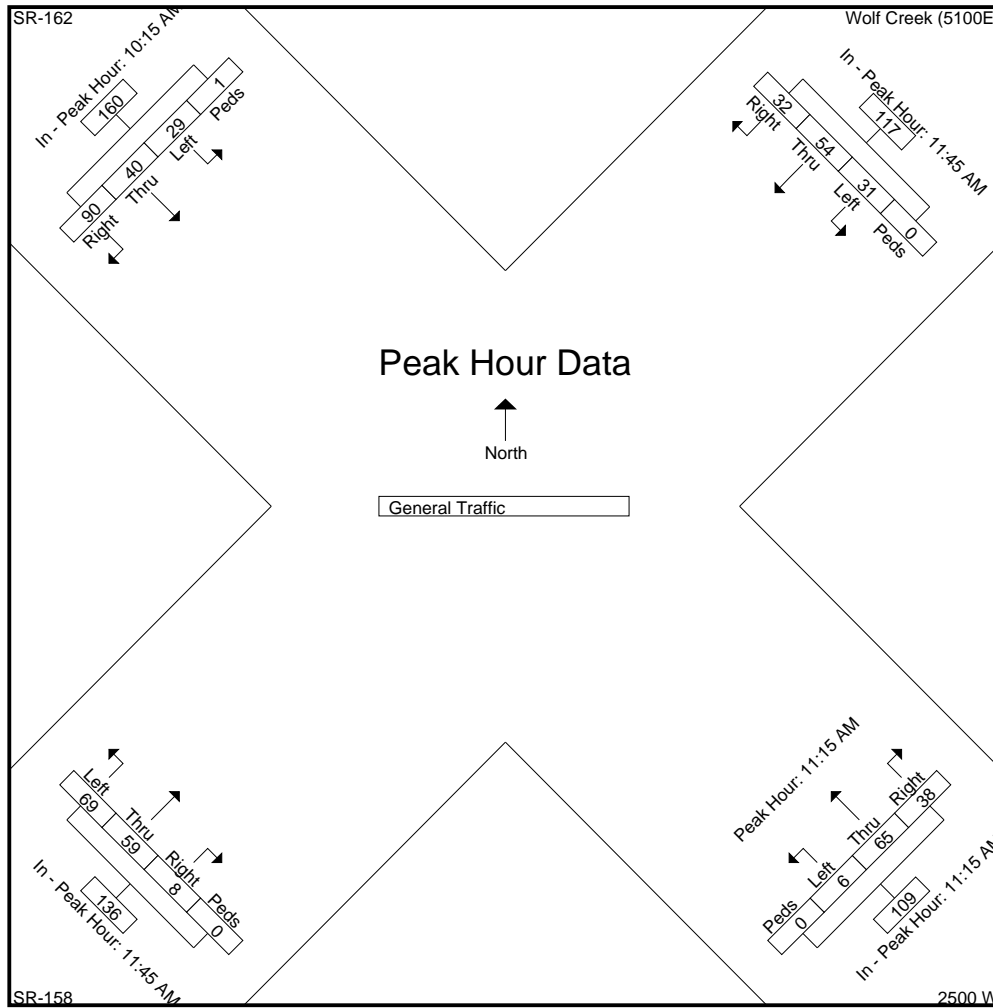 SR-162
Wolf Creek (5100E
In - Peak Hour: 10:15 AM
160
90
40
29
1
Right
Thru
Left
Peds
In - Peak Hour: 11:45 AM
117
32
54
31
0
Right
Thru
Left
Peds
Peak Hour Data
North
General Traffic
Left
Thru
Right
Peds
69
59
8
0
136
In - Peak Hour: 11:45 AM
Peak Hour: 11:15 AM
Peds
Left
Thru
Right
0
6
65
38
109
In - Peak Hour: 11:15 AM
SR-158
2500 W